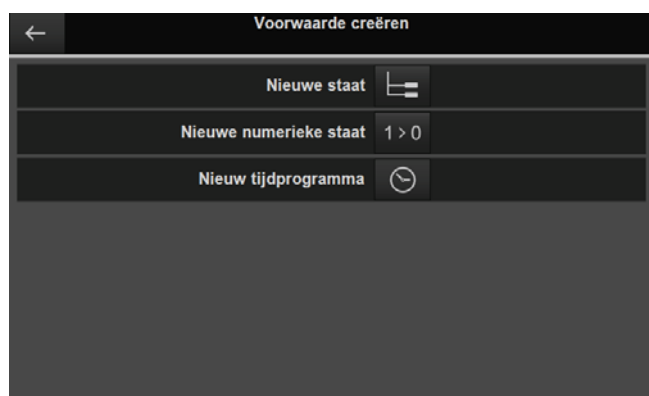 Voorwaarde creëren
Nieuwe staat
Nieuwe numerieke staat 1 > 0
Nieuw tijdprogramma